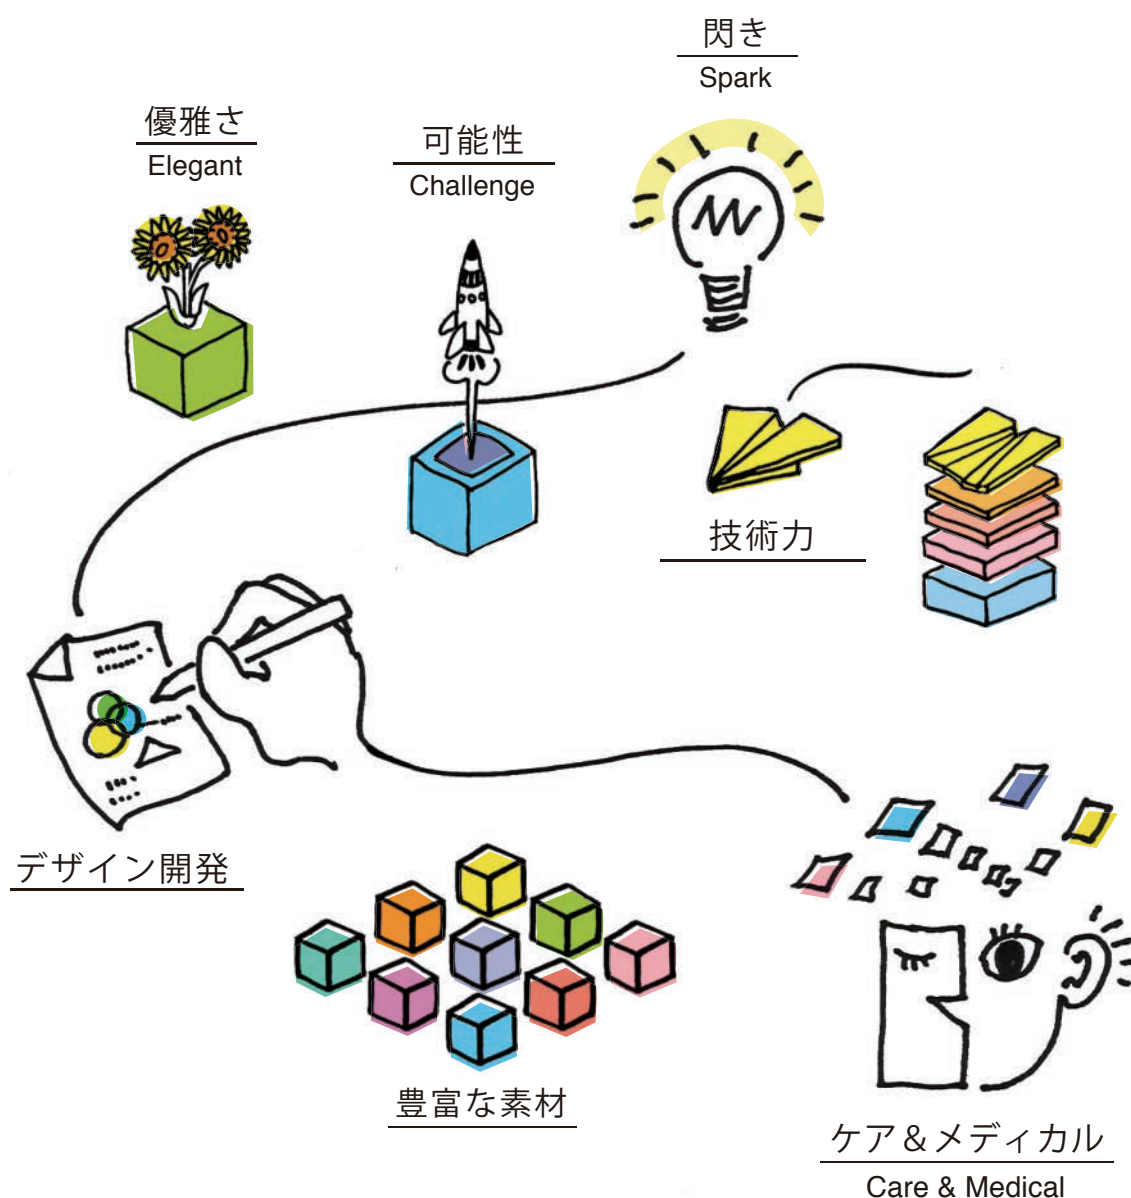 閃き
Spark
優雅さ
Elegant
可能性
Challenge
技術力
デザイン開発
豊富な素材
ケア＆メディカル
Care & Medical